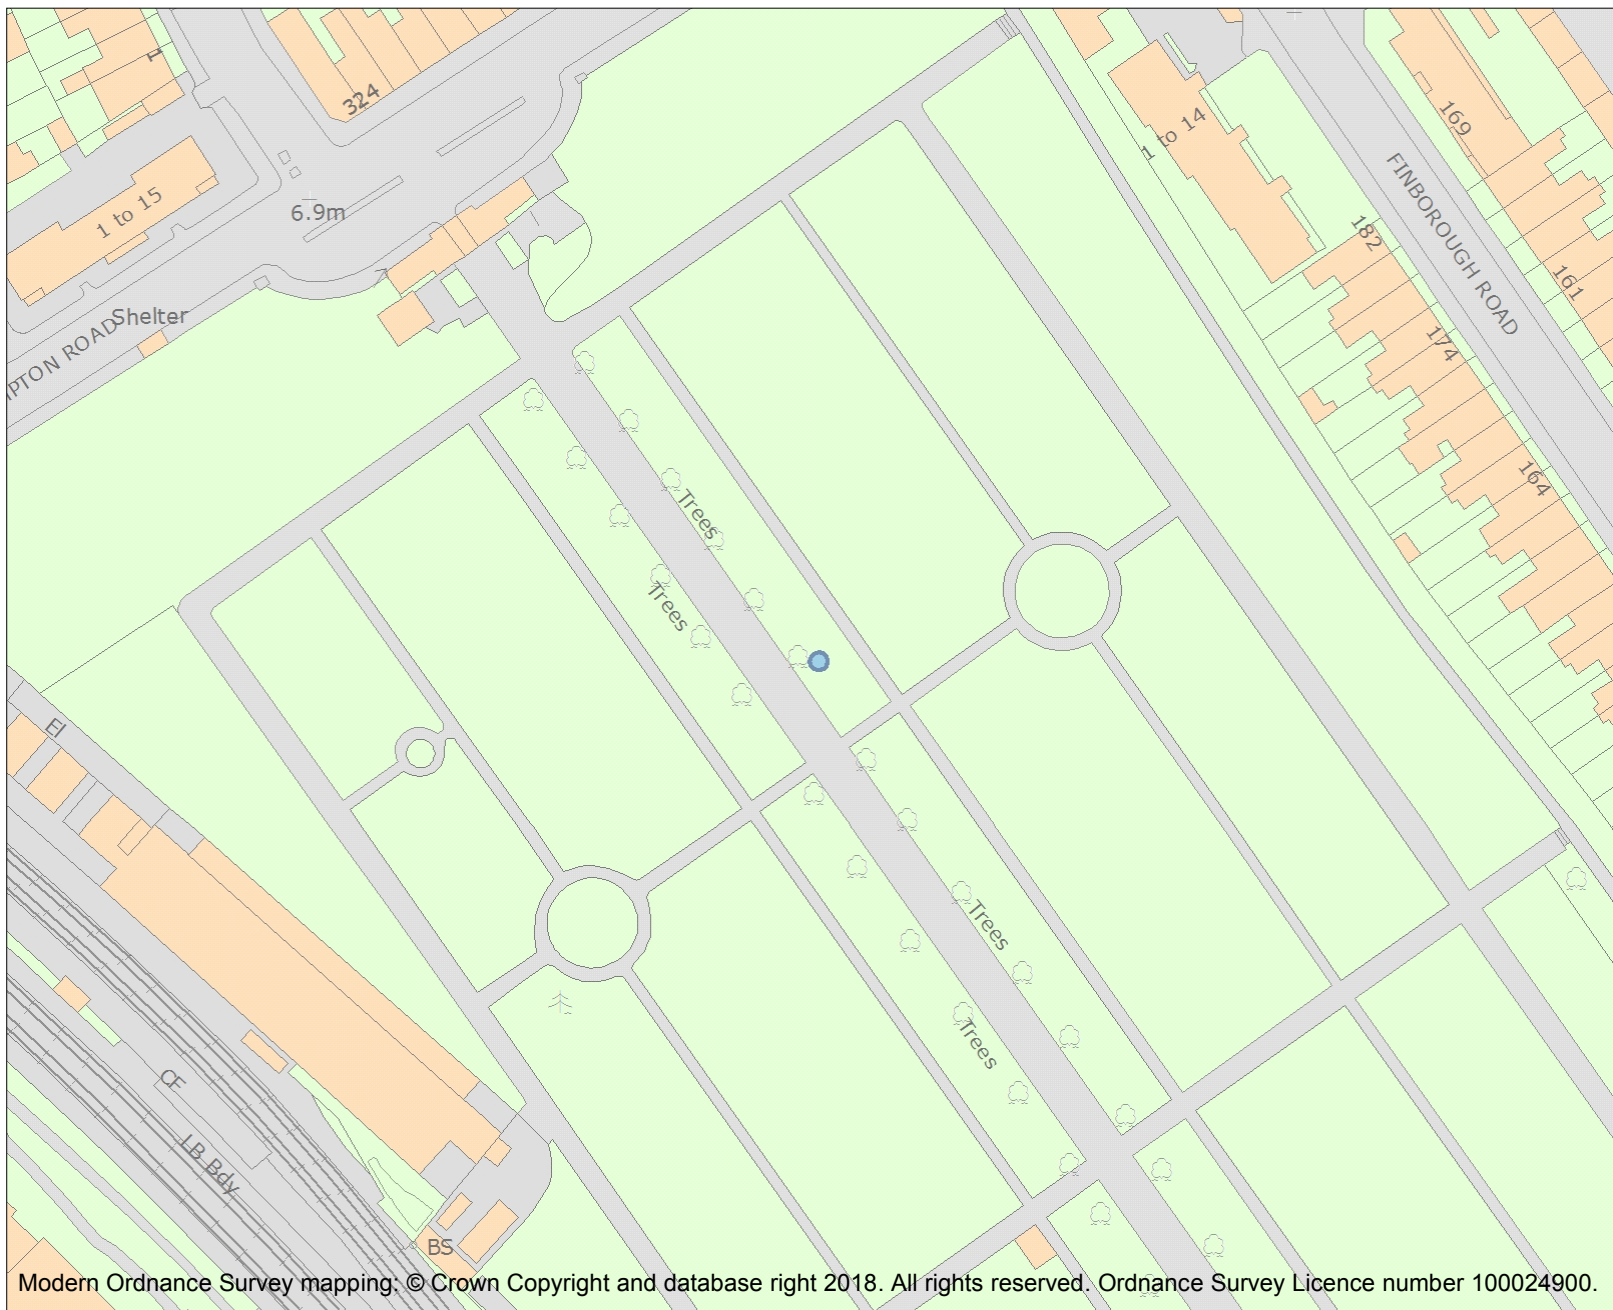 1
324
1 to 15
6.9m
Shelter
IPTON ROAD
1 to 14
169
FINBOROUGH ROAD
182
161
174
164
Trees
Trees
El
Trees
Trees
CF
LB Bdy
BS
Modern Ordnance Survey mapping: © Crown Copyright and database right 2018. All rights reserved. Ordnance Survey Licence number 100024900.